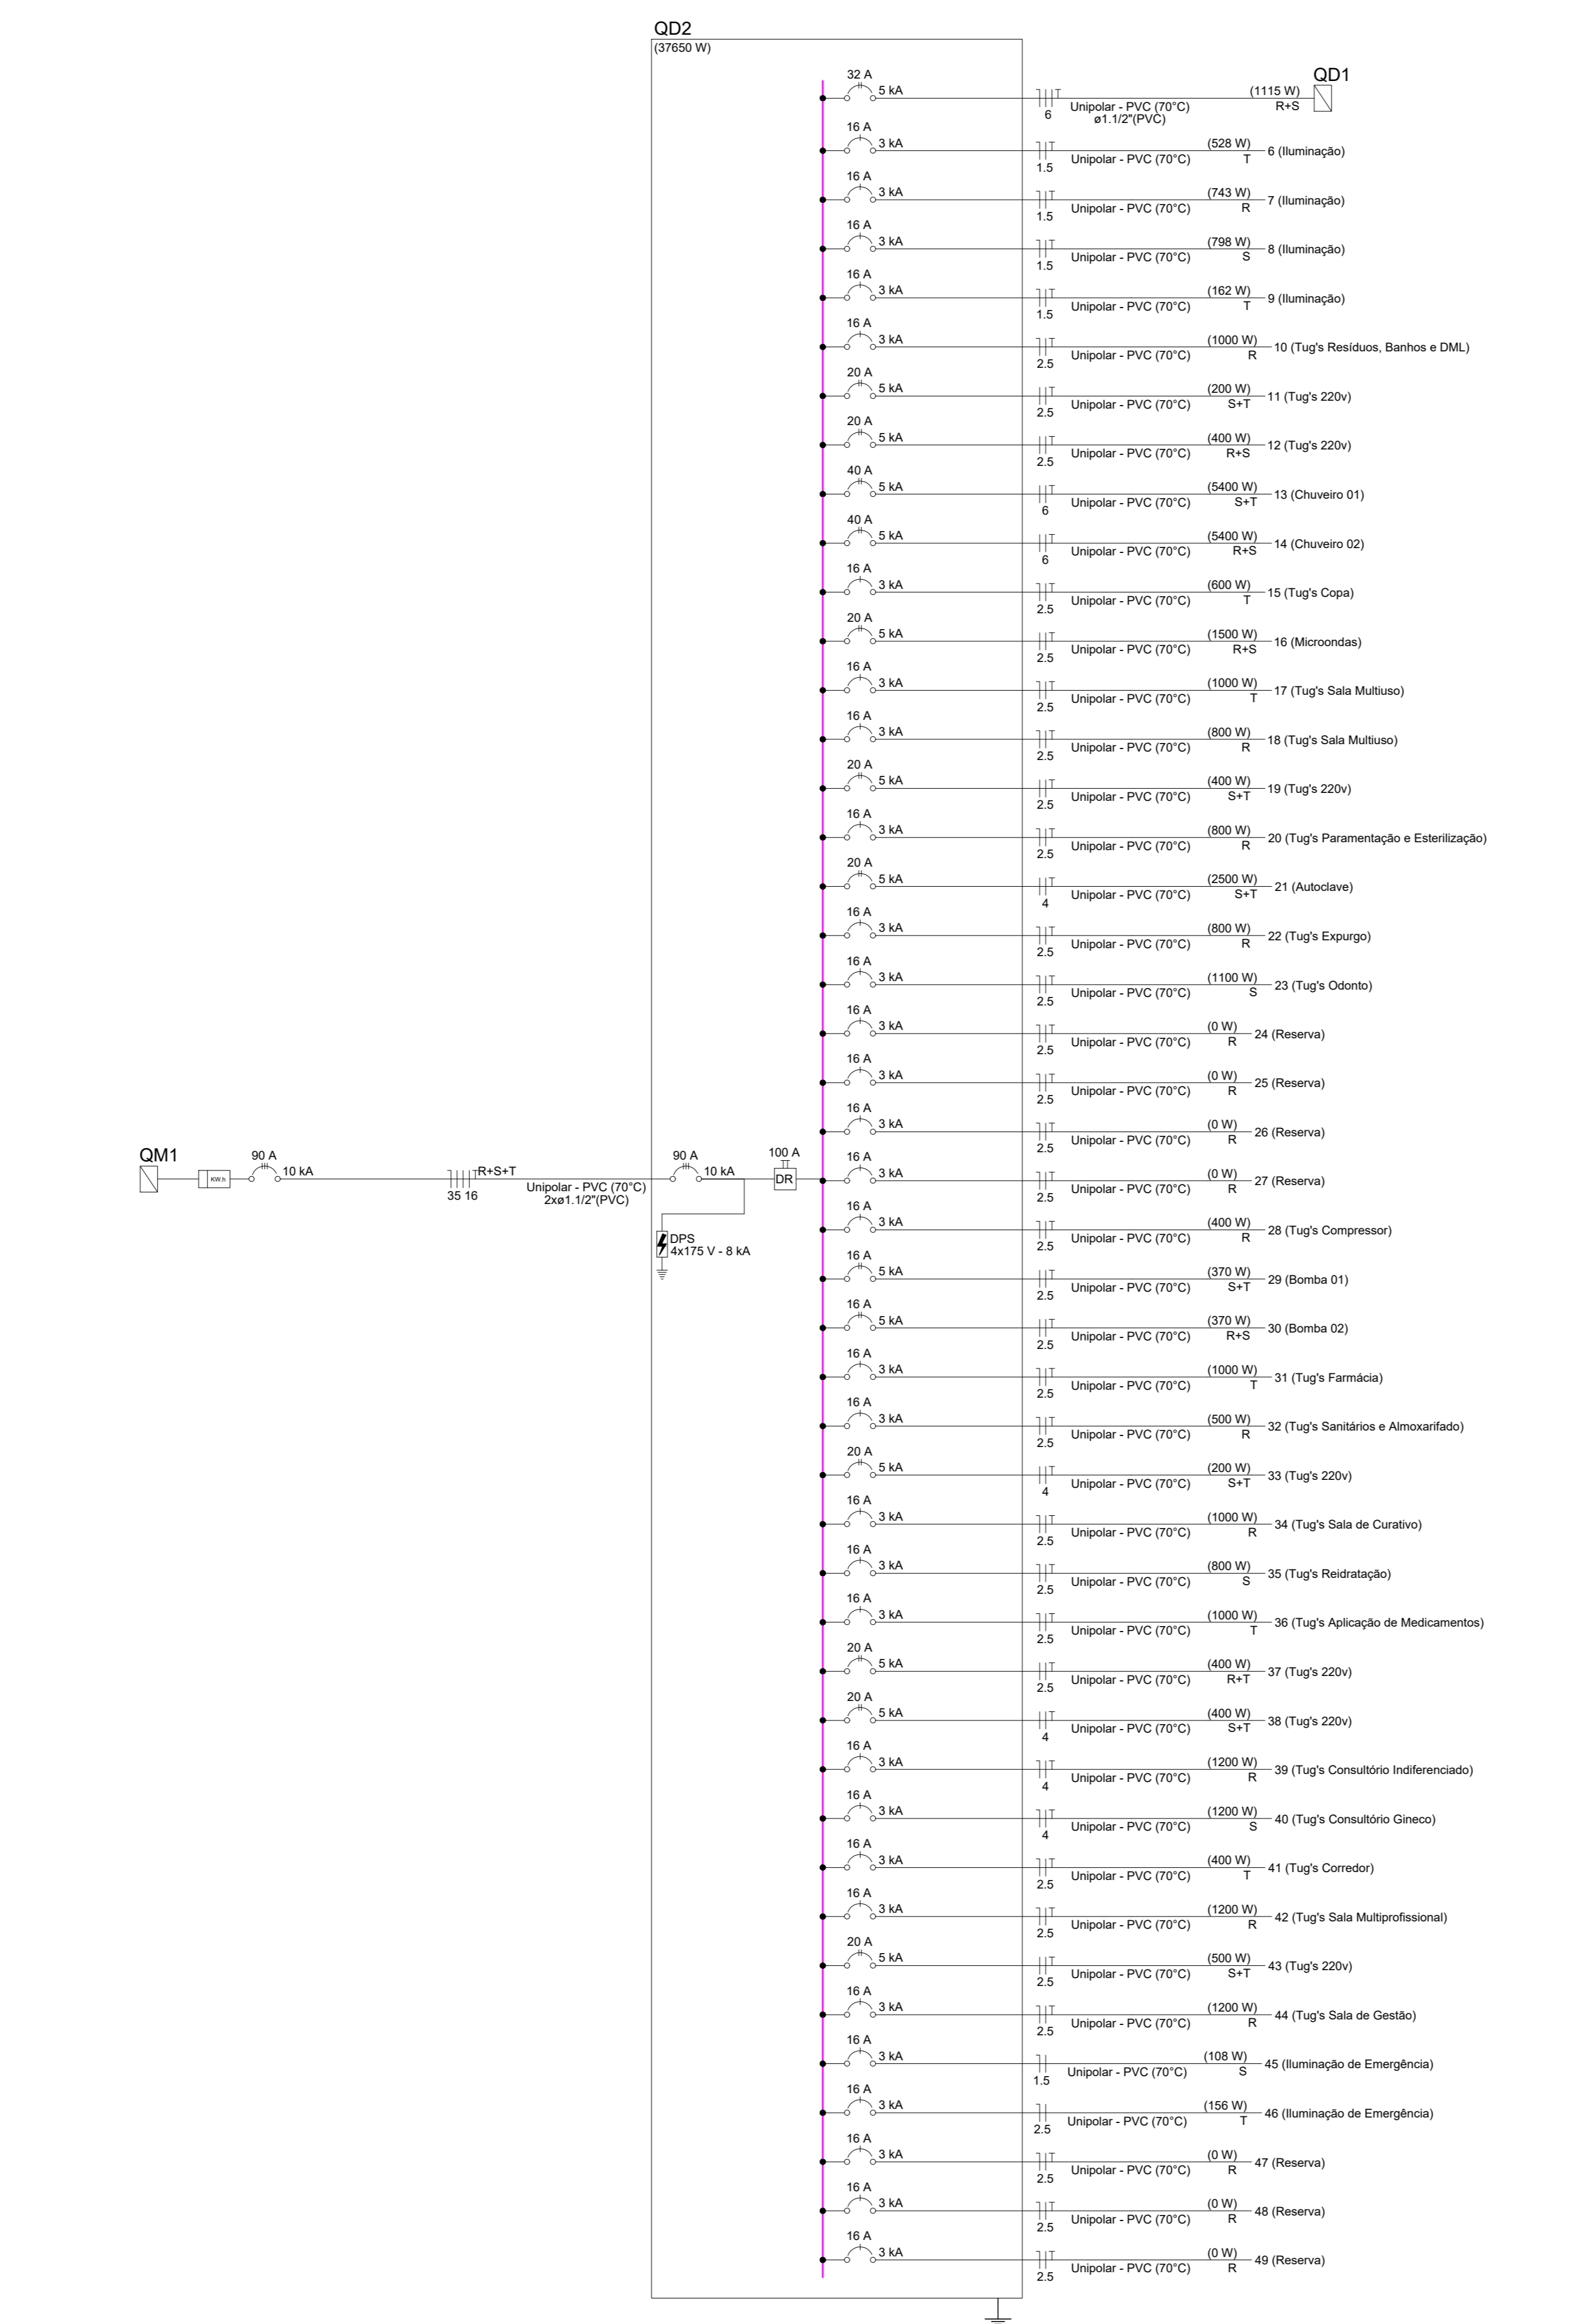 QD2
(37650 W)
QD1
32 A
5 kA
6
Unipolar - PVC (70°C)
ø1.1/2"(PVC)
(1115 W)
R+S
16 A
3 kA
1.5
Unipolar - PVC (70°C)
(528 W)
T
6 (Iluminação)
16 A
3 kA
1.5
Unipolar - PVC (70°C)
(743 W)
R
7 (Iluminação)
16 A
3 kA
1.5
Unipolar - PVC (70°C)
(798 W)
S
8 (Iluminação)
16 A
3 kA
1.5
Unipolar - PVC (70°C)
(162 W)
T
9 (Iluminação)
16 A
3 kA
2.5
Unipolar - PVC (70°C)
(1000 W)
R
10 (Tug's Resíduos, Banhos e DML)
20 A
5 kA
2.5
Unipolar - PVC (70°C)
(200 W)
S+T
11 (Tug's 220v)
20 A
5 kA
2.5
Unipolar - PVC (70°C)
(400 W)
R+S
12 (Tug's 220v)
40 A
5 kA
6
Unipolar - PVC (70°C)
(5400 W)
S+T
13 (Chuveiro 01)
40 A
5 kA
6
Unipolar - PVC (70°C)
(5400 W)
R+S
14 (Chuveiro 02)
16 A
3 kA
2.5
Unipolar - PVC (70°C)
(600 W)
T
15 (Tug's Copa)
20 A
5 kA
2.5
Unipolar - PVC (70°C)
(1500 W)
R+S
16 (Microondas)
16 A
3 kA
2.5
Unipolar - PVC (70°C)
(1000 W)
T
17 (Tug's Sala Multiuso)
16 A
3 kA
2.5
Unipolar - PVC (70°C)
(800 W)
R
18 (Tug's Sala Multiuso)
20 A
5 kA
2.5
Unipolar - PVC (70°C)
(400 W)
S+T
19 (Tug's 220v)
16 A
3 kA
2.5
Unipolar - PVC (70°C)
(800 W)
R
20 (Tug's Paramentação e Esterilização)
20 A
5 kA
4
Unipolar - PVC (70°C)
(2500 W)
S+T
21 (Autoclave)
16 A
3 kA
2.5
Unipolar - PVC (70°C)
(800 W)
R
22 (Tug's Expurgo)
16 A
3 kA
2.5
Unipolar - PVC (70°C)
(1100 W)
S
23 (Tug's Odonto)
16 A
3 kA
2.5
Unipolar - PVC (70°C)
(0 W)
R
24 (Reserva)
16 A
3 kA
2.5
Unipolar - PVC (70°C)
(0 W)
R
25 (Reserva)
16 A
3 kA
2.5
Unipolar - PVC (70°C)
(0 W)
R
26 (Reserva)
QM1
KW.h
90 A
10 kA
35 16
T
R+S+T
Unipolar - PVC (70°C)
2xø1.1/2"(PVC)
90 A
10 kA
100 A
DR
DPS
4x175 V - 8 kA
16 A
3 kA
2.5
Unipolar - PVC (70°C)
(0 W)
R
27 (Reserva)
16 A
3 kA
2.5
Unipolar - PVC (70°C)
(400 W)
R
28 (Tug's Compressor)
16 A
5 kA
2.5
Unipolar - PVC (70°C)
(370 W)
S+T
29 (Bomba 01)
16 A
5 kA
2.5
Unipolar - PVC (70°C)
(370 W)
R+S
30 (Bomba 02)
16 A
3 kA
2.5
Unipolar - PVC (70°C)
(1000 W)
T
31 (Tug's Farmácia)
16 A
3 kA
2.5
Unipolar - PVC (70°C)
(500 W)
R
32 (Tug's Sanitários e Almoxarifado)
20 A
5 kA
4
Unipolar - PVC (70°C)
(200 W)
S+T
33 (Tug's 220v)
16 A
3 kA
2.5
Unipolar - PVC (70°C)
(1000 W)
R
34 (Tug's Sala de Curativo)
16 A
3 kA
2.5
Unipolar - PVC (70°C)
(800 W)
S
35 (Tug's Reidratação)
16 A
3 kA
2.5
Unipolar - PVC (70°C)
(1000 W)
T
36 (Tug's Aplicação de Medicamentos)
20 A
5 kA
2.5
Unipolar - PVC (70°C)
(400 W)
R+T
37 (Tug's 220v)
20 A
5 kA
4
Unipolar - PVC (70°C)
(400 W)
S+T
38 (Tug's 220v)
16 A
3 kA
4
Unipolar - PVC (70°C)
(1200 W)
R
39 (Tug's Consultório Indiferenciado)
16 A
3 kA
4
Unipolar - PVC (70°C)
(1200 W)
S
40 (Tug's Consultório Gineco)
16 A
3 kA
2.5
Unipolar - PVC (70°C)
(400 W)
T
41 (Tug's Corredor)
16 A
3 kA
2.5
Unipolar - PVC (70°C)
(1200 W)
R
42 (Tug's Sala Multiprofissional)
20 A
5 kA
2.5
Unipolar - PVC (70°C)
(500 W)
S+T
43 (Tug's 220v)
16 A
3 kA
2.5
Unipolar - PVC (70°C)
(1200 W)
R
44 (Tug's Sala de Gestão)
16 A
3 kA
1.5
Unipolar - PVC (70°C)
(108 W)
S
45 (Iluminação de Emergência)
16 A
3 kA
2.5
Unipolar - PVC (70°C)
(156 W)
T
46 (Iluminação de Emergência)
16 A
3 kA
2.5
Unipolar - PVC (70°C)
(0 W)
R
47 (Reserva)
16 A
3 kA
2.5
Unipolar - PVC (70°C)
(0 W)
R
48 (Reserva)
16 A
3 kA
2.5
Unipolar - PVC (70°C)
(0 W)
R
49 (Reserva)